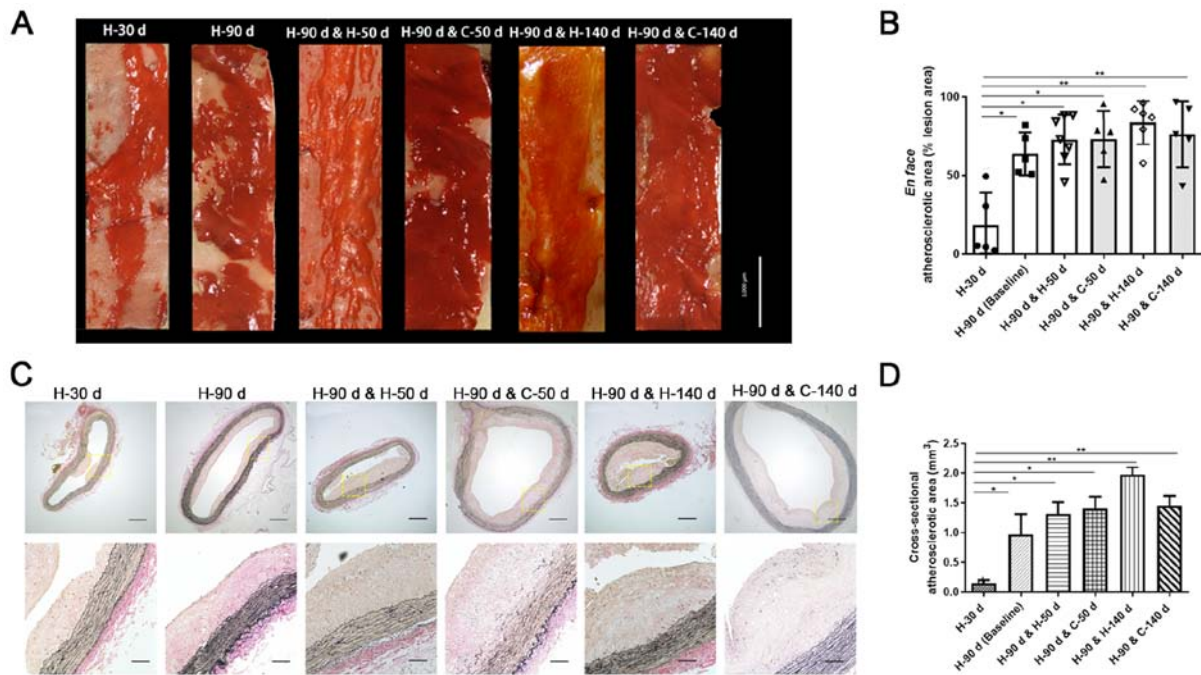 A
H-30 d H-90 d H-90 d & H-50 d H-90 d & C-50 d H-90 d & H-140 d H-90 d & C-140 d
B
En face
atherosclerotic area (% lesion area)
100
50
0
** 
**
*
*
*
H-30 d
H-90 d (Baseline)
H-90 d & H-50 d
H-90 d & C-50 d
H-90 & H-140 d
H-90 & C-140 d
C
H-30 d H-90 d H-90 d & H-50 d H-90 d & C-50 d H-90 d & H-140 d H-90 d & C-140 d
D
Cross-sectional
atherosclerotic area (mm³)
2.5
2.0
1.5
1.0
0.5
0.0
**
**
*
*
*
H-30 d
H-90 d (Baseline)
H-90 d & H-50 d
H-90 d & C-50 d
H-90 & H-140 d
H-90 & C-140 d